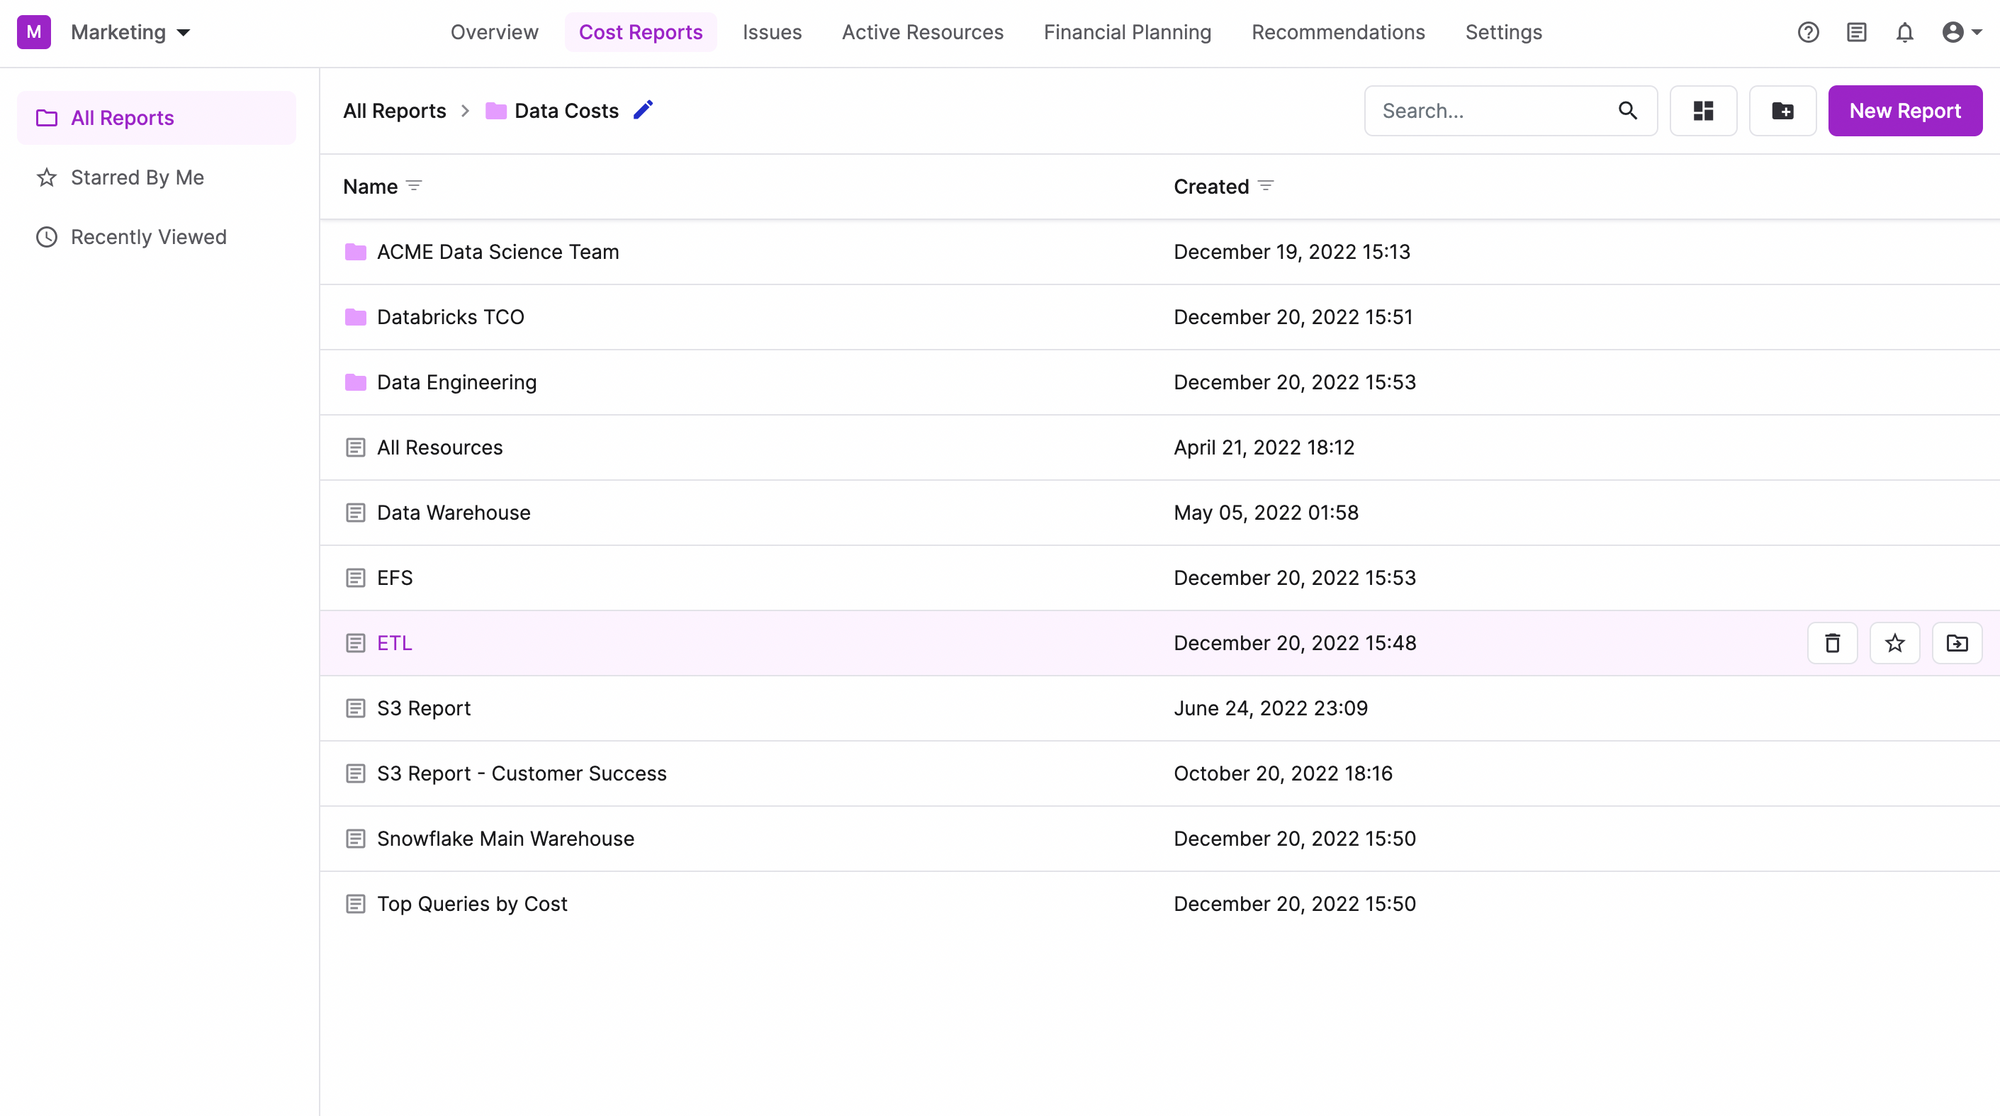 M Marketing Overview Cost Reports Issues Active Resources Financial Planning Recommendations Settings
All Reports
Starred By Me
Recently Viewed
All Reports > Data Costs Search... New Report
Name Created
ACME Data Science Team December 19, 2022 15:13
Databricks TCO December 20, 2022 15:51
Data Engineering December 20, 2022 15:53
All Resources April 21, 2022 18:12
Data Warehouse May 05, 2022 01:58
EFS December 20, 2022 15:53
ETL December 20, 2022 15:48
S3 Report June 24, 2022 23:09
S3 Report - Customer Success October 20, 2022 18:16
Snowflake Main Warehouse December 20, 2022 15:50
Top Queries by Cost December 20, 2022 15:50